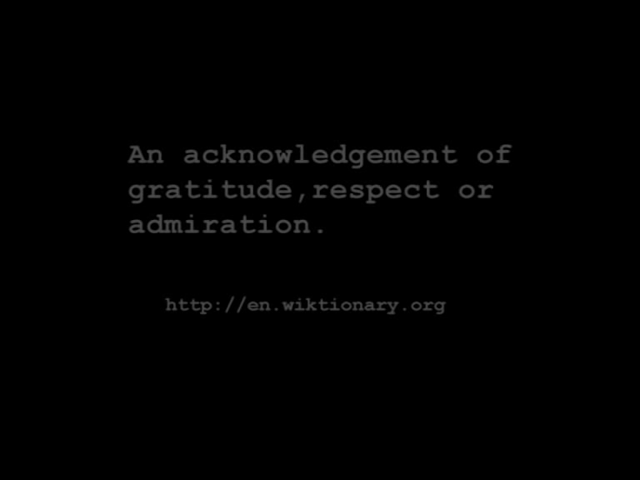 An acknowledgement of
gratitude,respect or
admiration.
http://en.wiktionary.org